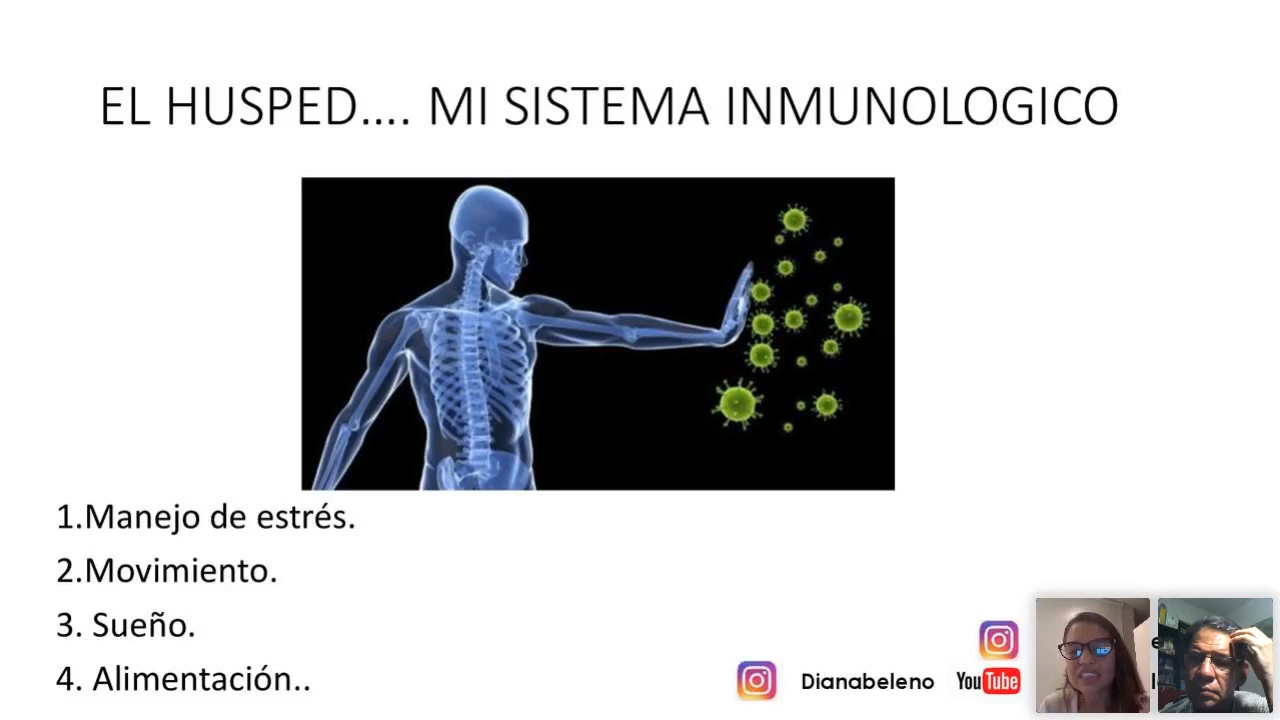 EL HUSPED.... MI SISTEMA INMUNOLOGICO
1.Manejo de estrés.
2.Movimiento.
3. Sueño.
4. Alimentación..
Dianabeleno
YouTube